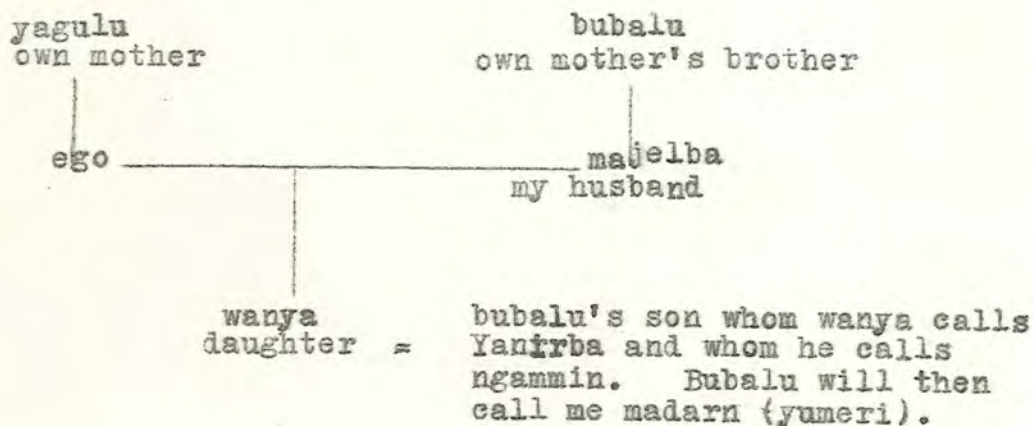 yagulu
own mother
bubalu
own mother's brother
ego
majelba
my husband
wanya
daughter =
bubalu's son whom wanya calls
Yanirba and whom he calls
ngammin. Bubalu will then
call me madarn (yumeri).